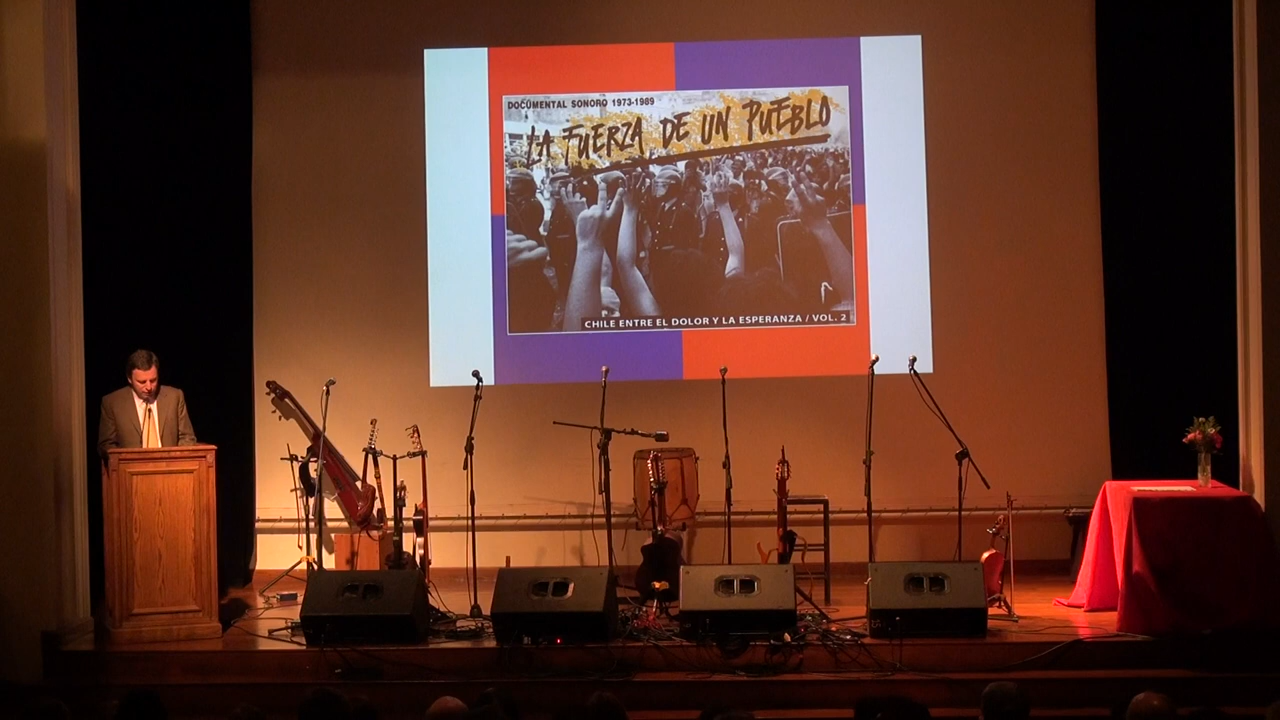 DOCUMENTAL SONORO 1973-1989
LA FUERZA DE UN PUEBLO
CHILE ENTRE EL DOLOR Y LA ESPERANZA / VOL. 2